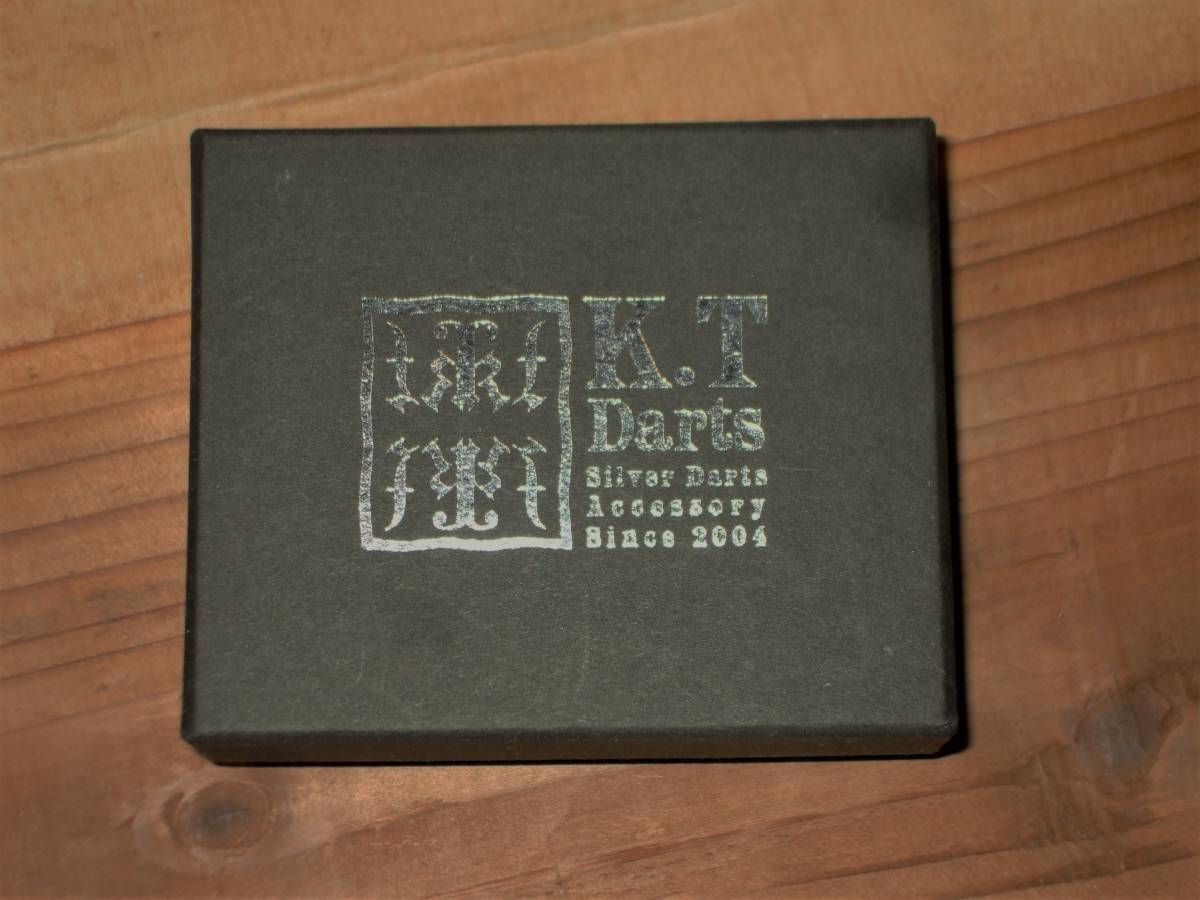 K.T
Darts
Silver Darts
Accessory
Since 2004